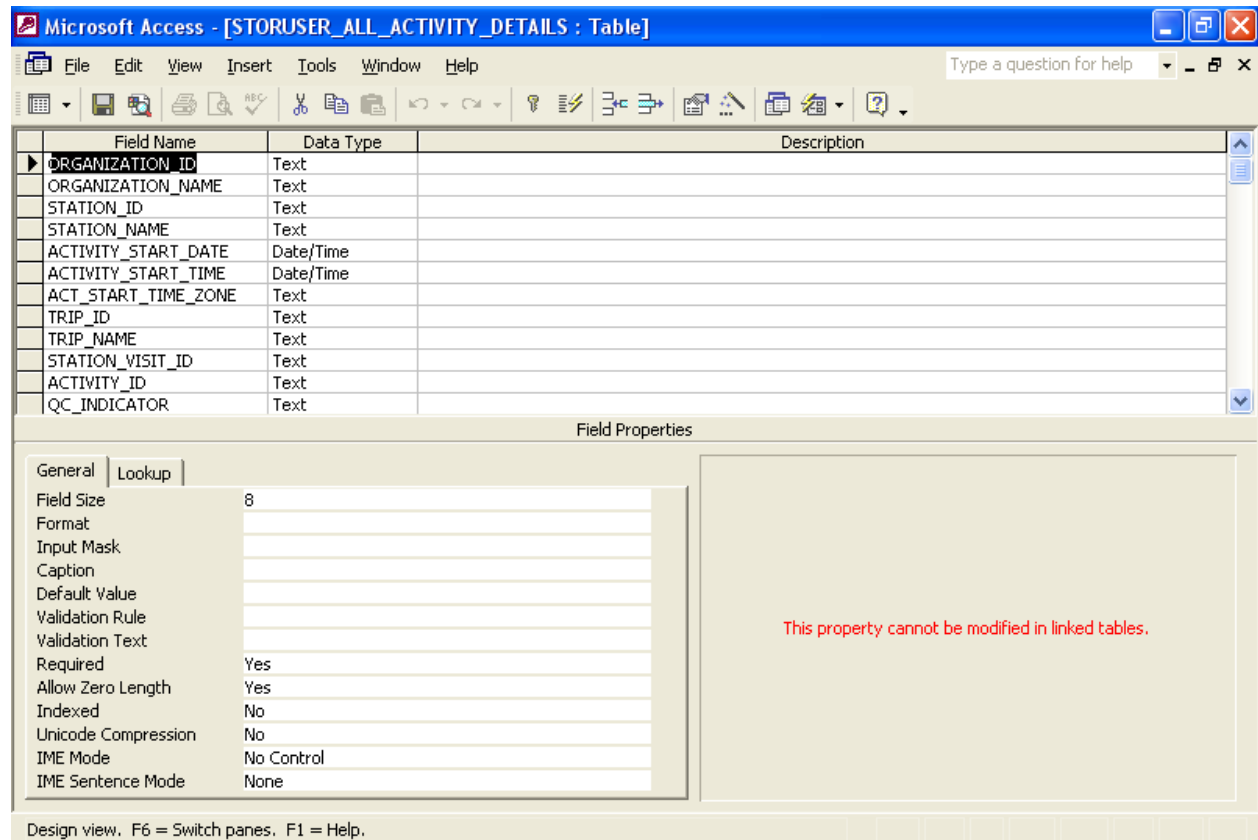 Microsoft Access - [STORUSER_ALL_ACTIVITY_DETAILS : Table]
File Edit View Insert Tools Window Help Type a question for help
ABC
Field Name Data Type Description
ORGANIZATION_ID Text
ORGANIZATION_NAME Text
STATION_ID Text
STATION_NAME Text
ACTIVITY_START_DATE Date/Time
ACTIVITY_START_TIME Date/Time
ACT_START_TIME_ZONE Text
TRIP_ID Text
TRIP_NAME Text
STATION_VISIT_ID Text
ACTIVITY_ID Text
QC_INDICATOR Text
Field Properties
General Lookup
Field Size 8
Format
Input Mask
Caption
Default Value
Validation Rule
Validation Text
This property cannot be modified in linked tables.
Required Yes
Allow Zero Length Yes
Indexed No
Unicode Compression No
IME Mode No Control
IME Sentence Mode None
Design view. F6 = Switch panes. F1 = Help.